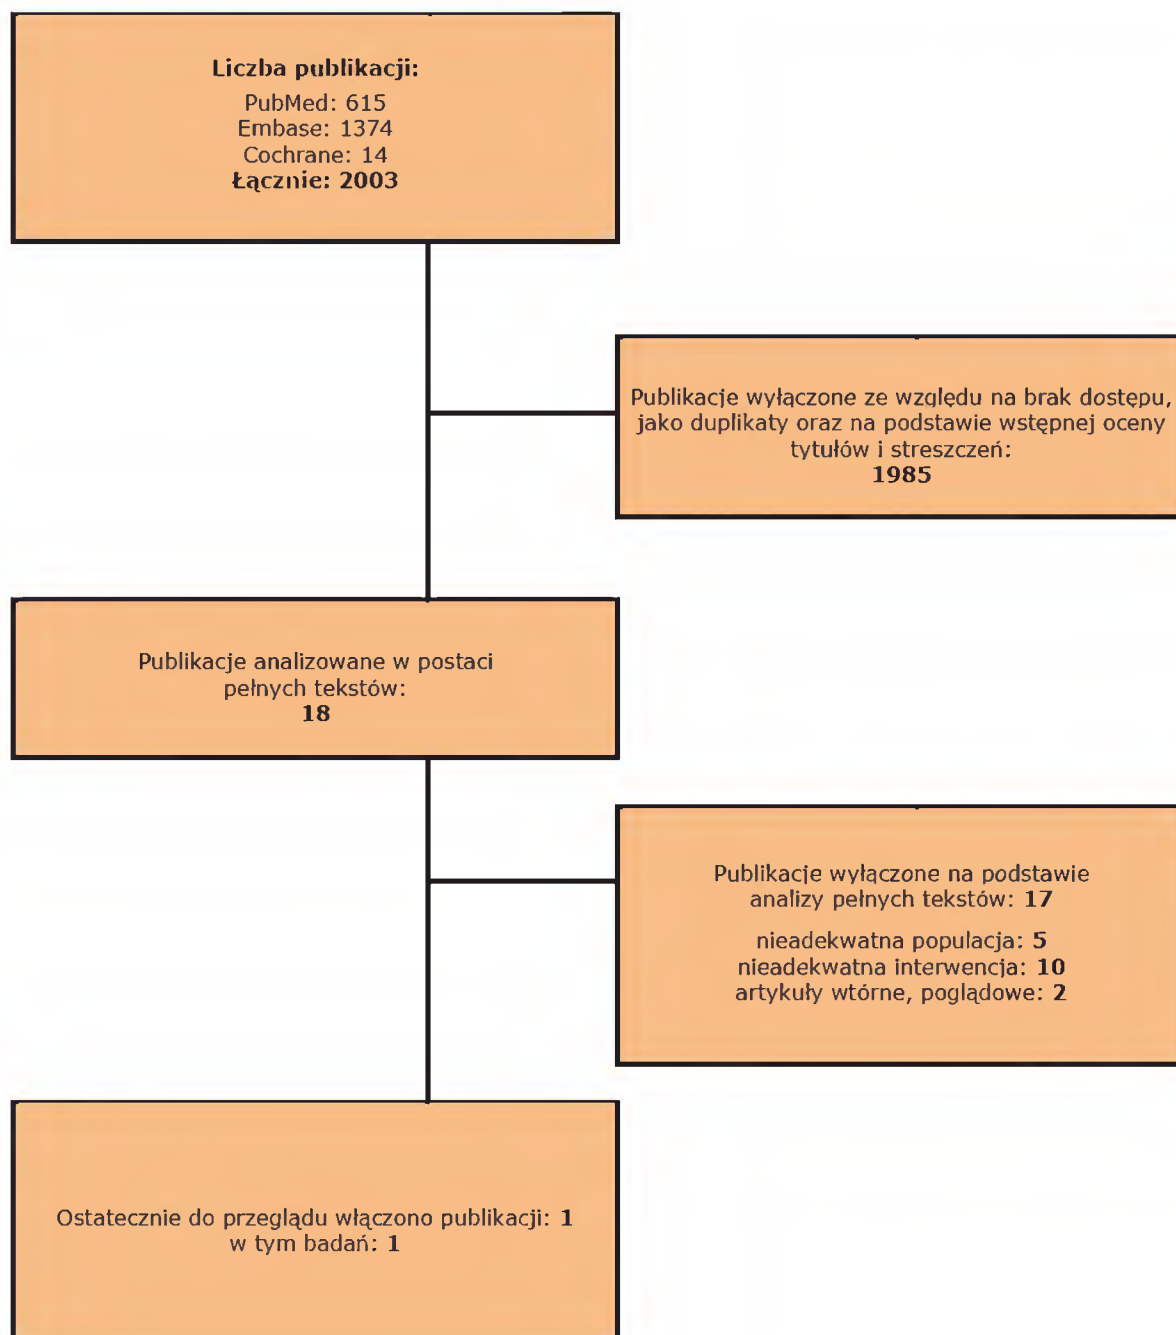 Liczba publikacji:
PubMed: 615
Embase: 1374
Cochrane: 14
Łącznie: 2003
Publikacje wyłączone ze względu na brak dostępu,
jako duplikaty oraz na podstawie wstępnej oceny
tytułów i streszczeń:
1985
Publikacje analizowane w postaci
pełnych tekstów:
18
Publikacje wyłączone na podstawie
analizy pełnych tekstów: 17
nieadekwatna populacja: 5
nieadekwatna interwencja: 10
artykuły wtórne, poglądowe: 2
Ostatecznie do przeglądu włączono publikacji: 1
w tym badań: 1